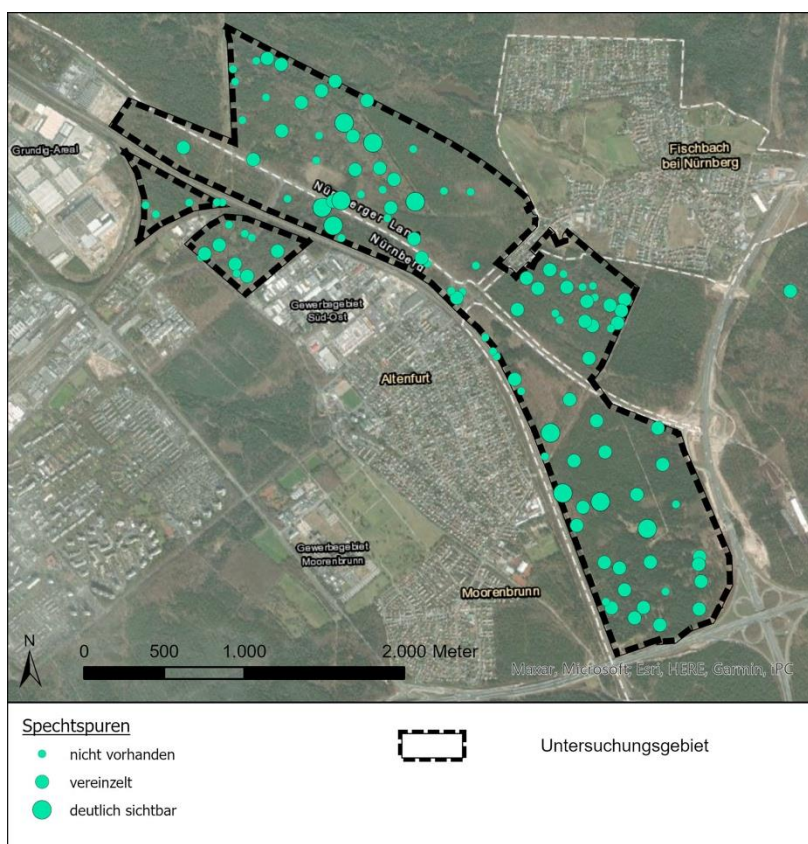 Grundig-Areal
Fischbach
bei Nürnberg
Nürnberger Land
Nürnberg
Gewerbegebiet
Süd-Ost
Altenfurt
Gewerbegebiet
Moorenbrunn
Moorenbrunn
N
0 500 1.000 2.000 Meter
Maxar, Microsoft, Esri, HERE, Garmin, iPC
Spechtspuren
nicht vorhanden
vereinzelt
deutlich sichtbar
Untersuchungsgebiet